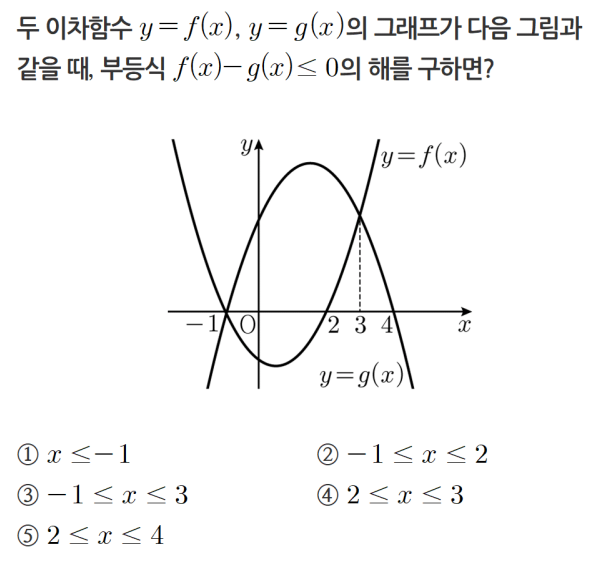 두 이차함수 y=f(x), y=g(x)의 그래프가 다음 그림과
같을 때, 부등식 f(x)−g(x)≤ 0의 해를 구하면?
y
y=f(x)
−1 O 2 3 4 x
y=g(x)
① x ≤−1 ② −1 ≤ x ≤ 2
③ −1 ≤ x ≤ 3 ④ 2 ≤ x ≤ 3
⑤ 2 ≤ x ≤ 4